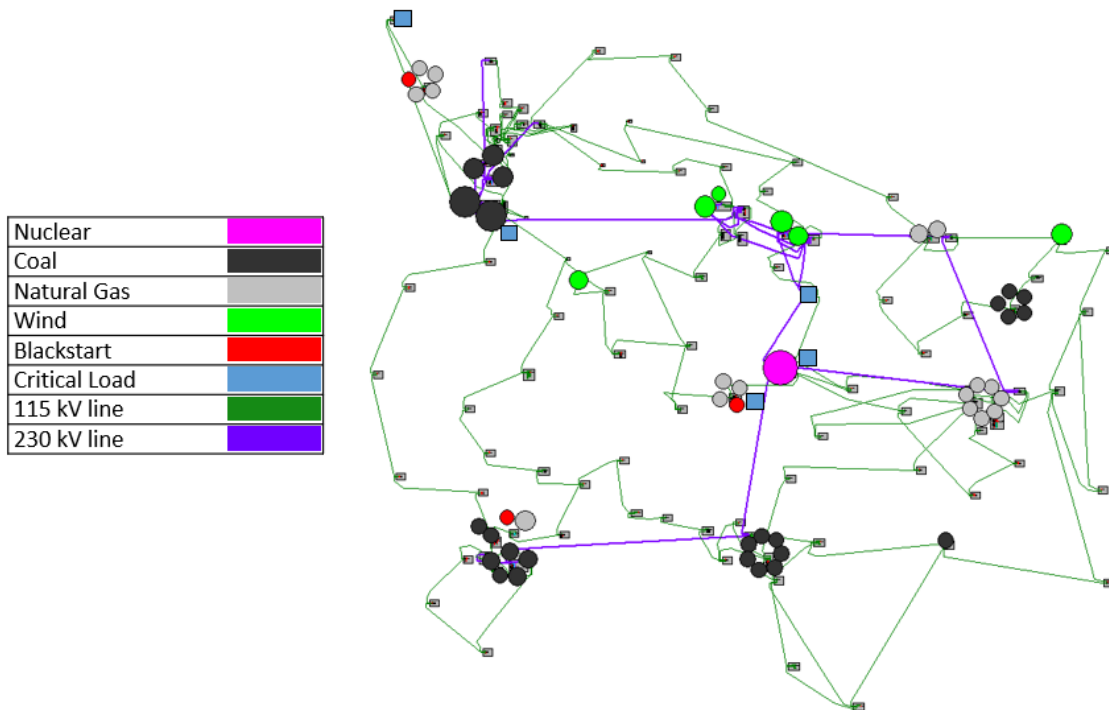 Nuclear
Coal
Natural Gas
Wind
Blackstart
Critical Load
115 kV line
230 kV line